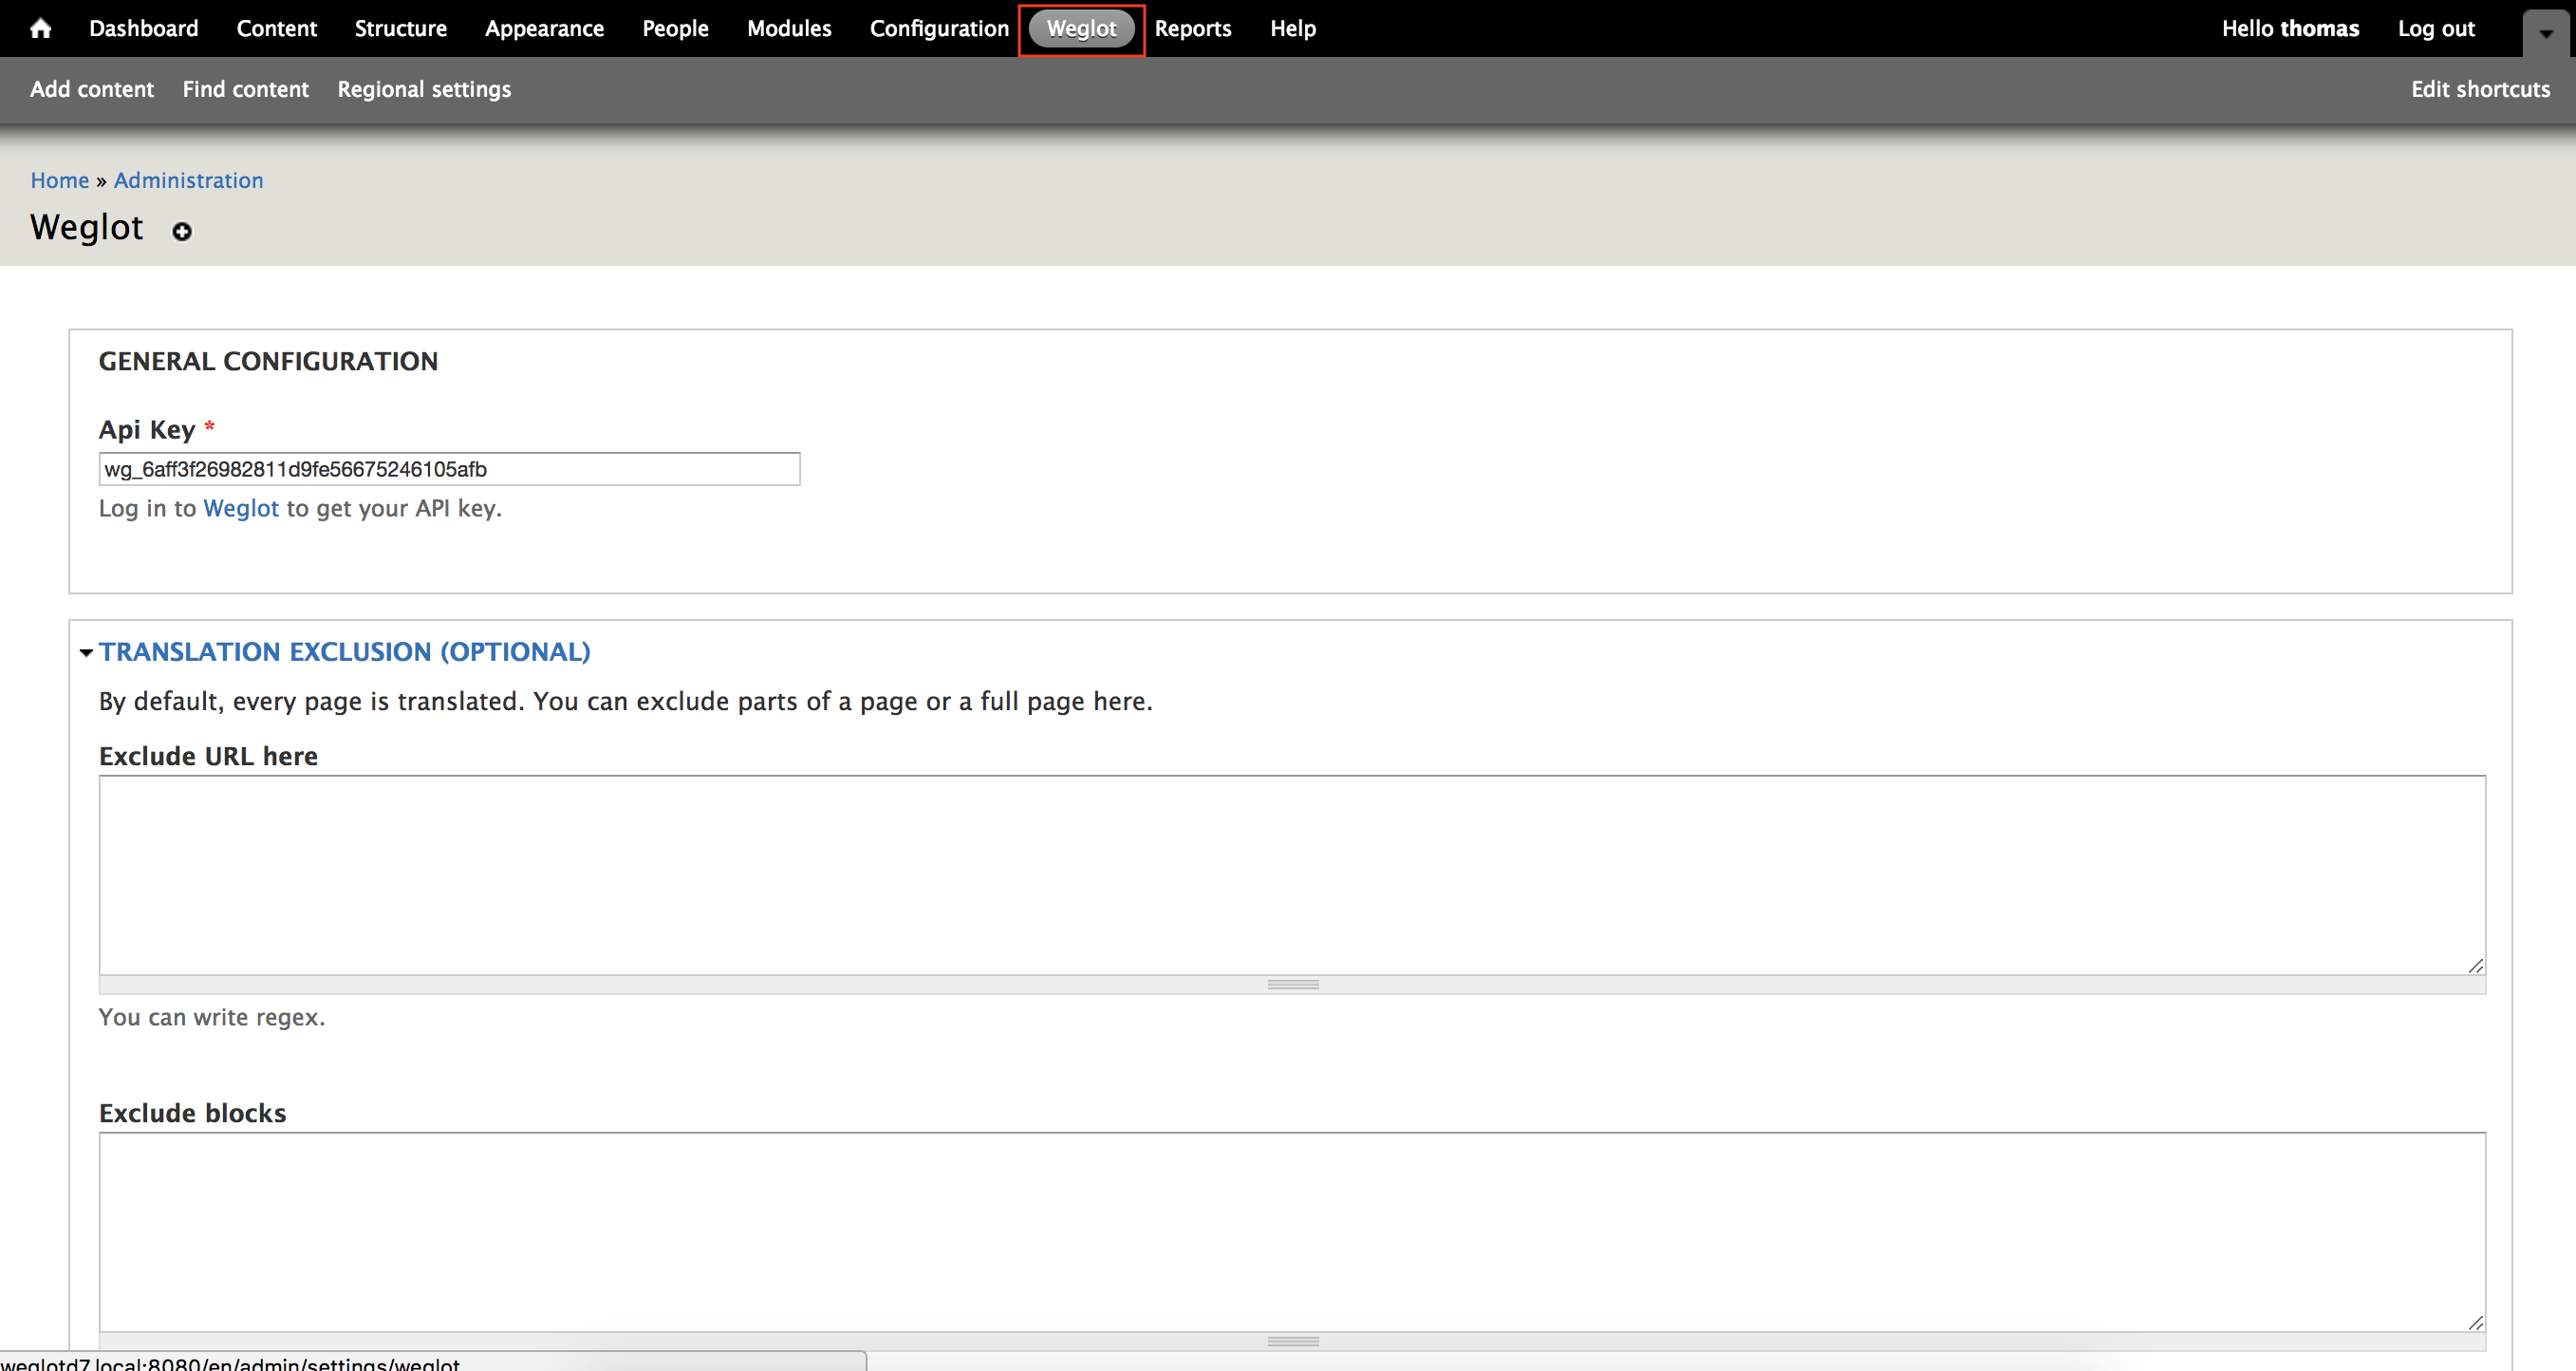 Dashboard Content Structure Appearance People Modules Configuration Weglot Reports Help Hello thomas Log out
Add content Find content Regional settings Edit shortcuts
Home » Administration
Weglot
GENERAL CONFIGURATION
Api Key *
wg_6aff3f26982811d9fe56675246105afb
Log in to Weglot to get your API key.
TRANSLATION EXCLUSION (OPTIONAL)
By default, every page is translated. You can exclude parts of a page or a full page here.
Exclude URL here
You can write regex.
Exclude blocks
weglotd7.local:8080/en/admin/settings/weglot